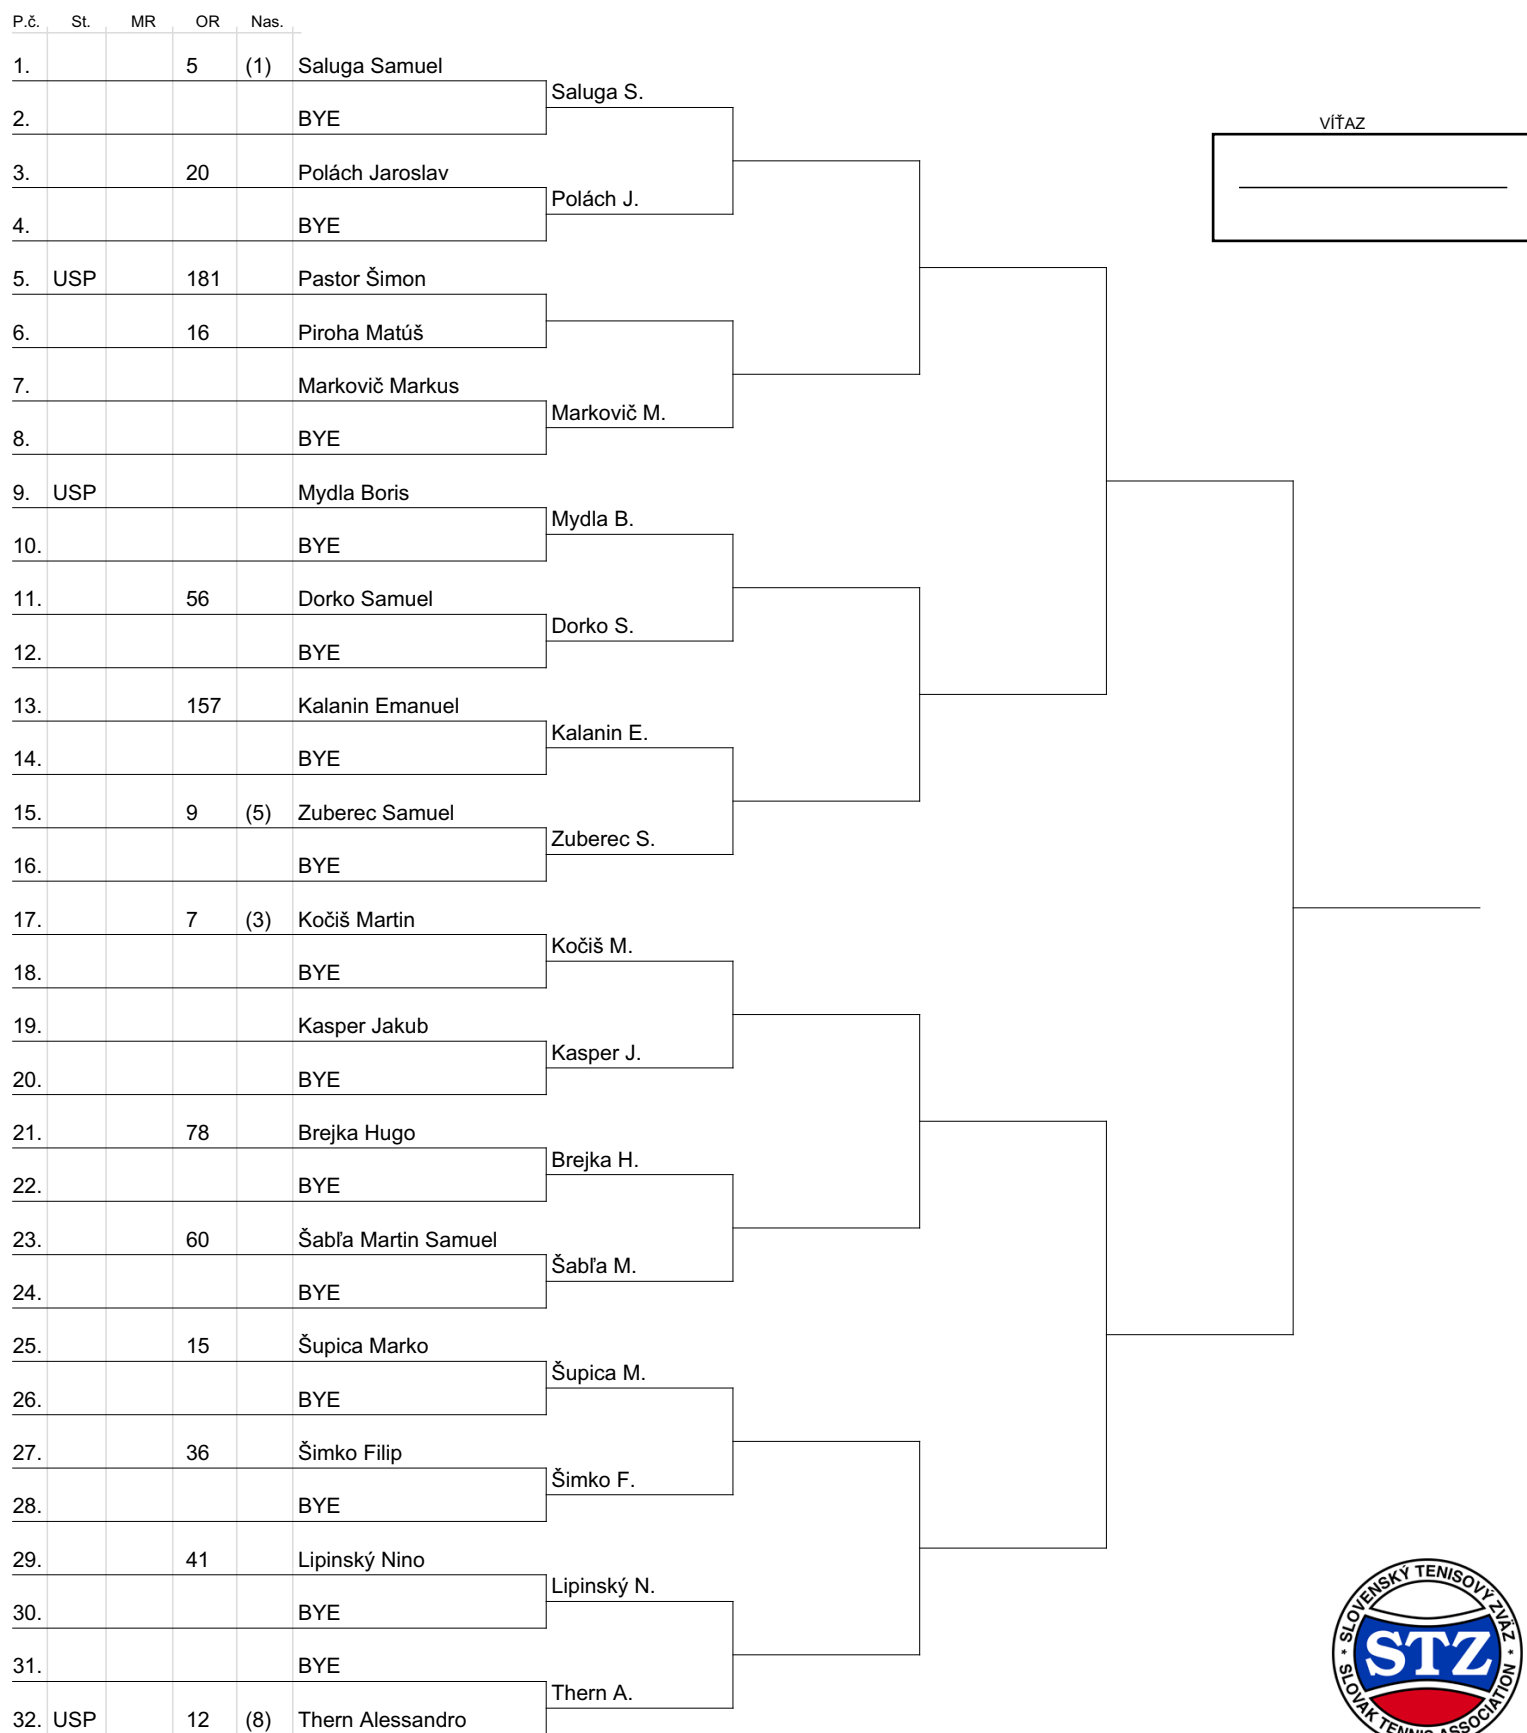 P.č. St. MR OR Nas.
1. 5 (1) Saluga Samuel
Saluga S.
2. BYE
VÍŤAZ
3. 20 Polách Jaroslav
Polách J.
4. BYE
5. USP 181 Pastor Šimon
6. 16 Piroha Matúš
7. Markovič Markus
Markovič M.
8. BYE
9. USP Mydla Boris
Mydla B.
10. BYE
11. 56 Dorko Samuel
Dorko S.
12. BYE
13. 157 Kalanin Emanuel
Kalanin E.
14. BYE
15. 9 (5) Zuberec Samuel
Zuberec S.
16. BYE
17. 7 (3) Kočiš Martin
Kočiš M.
18. BYE
19. Kasper Jakub
Kasper J.
20. BYE
21. 78 Brejka Hugo
Brejka H.
22. BYE
23. 60 Šabľa Martin Samuel
Šabľa M.
24. BYE
25. 15 Šupica Marko
Šupica M.
26. BYE
27. 36 Šimko Filip
Šimko F.
28. BYE
29. 41 Lipinský Nino
Lipinský N.
30. BYE
31. BYE
Thern A.
32. USP 12 (8) Thern Alessandro
SLOVENSKÝ TENISOVÝ ZVÄZ
STZ
SLOVAK TENNIS ASSOCIATION